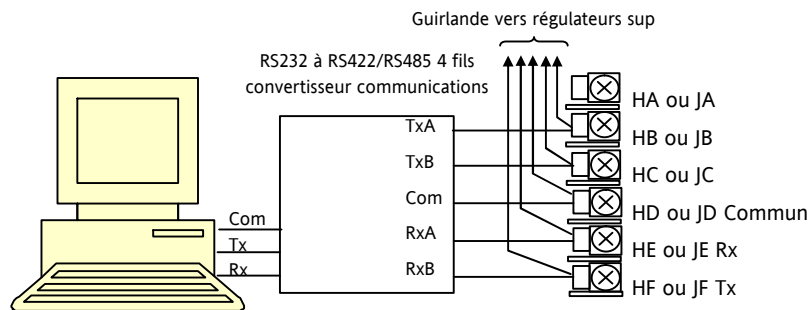 Guirlande vers régulateurs sup
RS232 à RS422/RS485 4 fils
convertisseur communications
HA ou JA
TxA
HB ou JB
TxB
HC ou JC
Com
HD ou JD Commun
Com
RxA
Tx
HE ou JE Rx
Rx
RxB
HF ou JF Tx